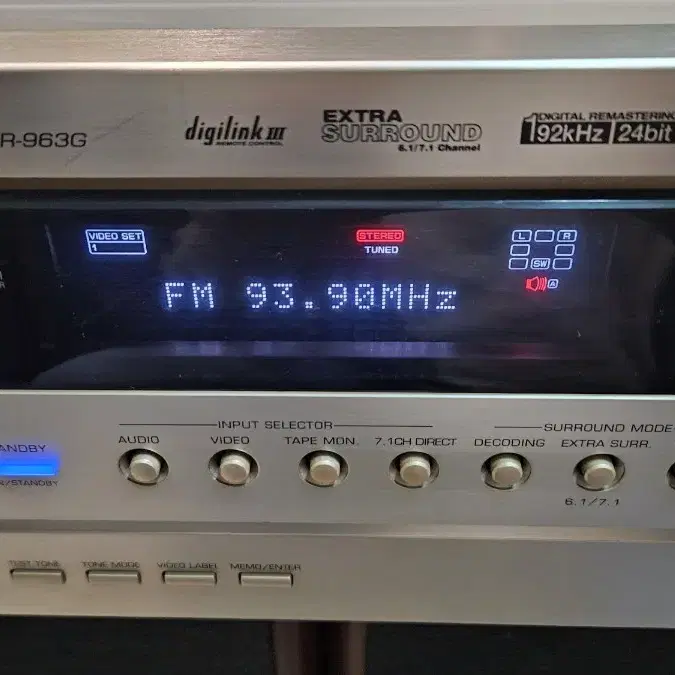 R-963G
digilink III
REMOTE CONTROL
EXTRA
SURROUND
6.1/7.1 Channel
DIGITAL REMASTERING
192kHz 24bit
VIDEO SET
1
STEREO
TUNED
L R
SW
A
FM 93.90MHz
INPUT SELECTOR
SURROUND MODE
ANDBY
AUDIO
VIDEO
TAPE MON.
7.1CH DIRECT
DECODING
EXTRA SURR.
N/STANDBY
6.1/7.1
TEST TONE
TONE MODE
VIDEO LABEL
MEMO/ENTER